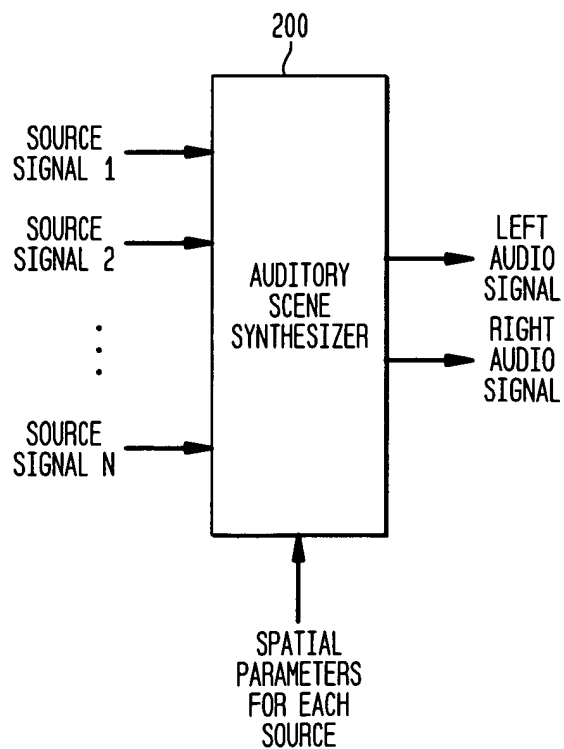 200
SOURCE
SIGNAL 1
SOURCE
SIGNAL 2
SOURCE
SIGNAL N
AUDITORY
SCENE
SYNTHESIZER
LEFT
AUDIO
SIGNAL
RIGHT
AUDIO
SIGNAL
SPATIAL
PARAMETERS
FOR EACH
SOURCE